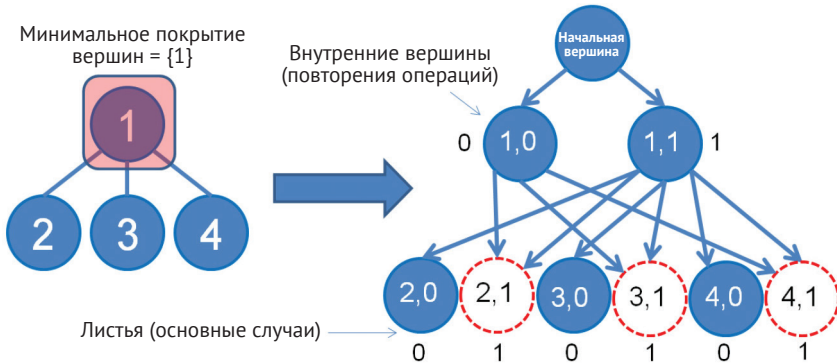 Минимальное покрытие
вершин = {1}
1
2 3 4
Начальная
вершина
Внутренние вершины
(повторения операций)
0 1,0 1,1 1
2,0 2,1 3,0 3,1 4,0 4,1
Листья (основные случаи)
0 1 0 1 0 1